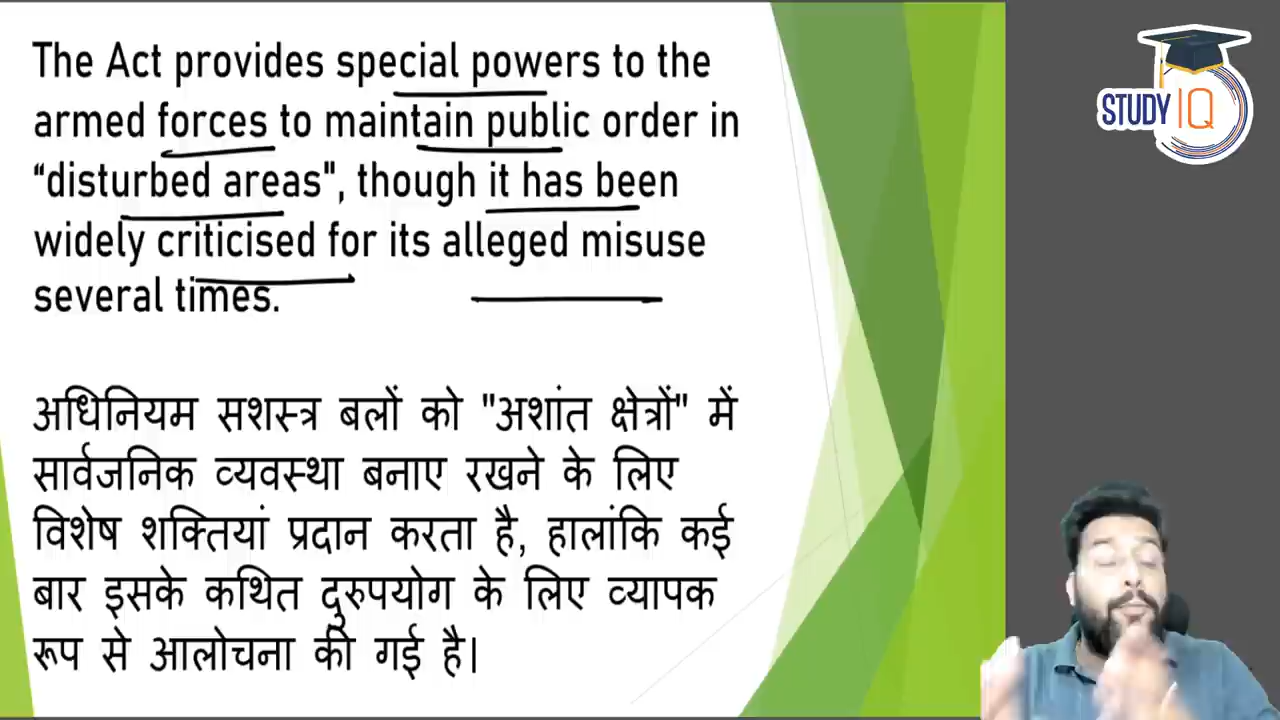 The Act provides special powers to the
armed forces to maintain public order in
“disturbed areas", though it has been
widely criticised for its alleged misuse
several times.
अधिनियम सशस्त्र बलों को "अशांत क्षेत्रों" में
सार्वजनिक व्यवस्था बनाए रखने के लिए
विशेष शक्तियां प्रदान करता है, हालांकि कई
बार इसके कथित दुरुपयोग के लिए व्यापक
रूप से आलोचना की गई है।
STUDY IQ